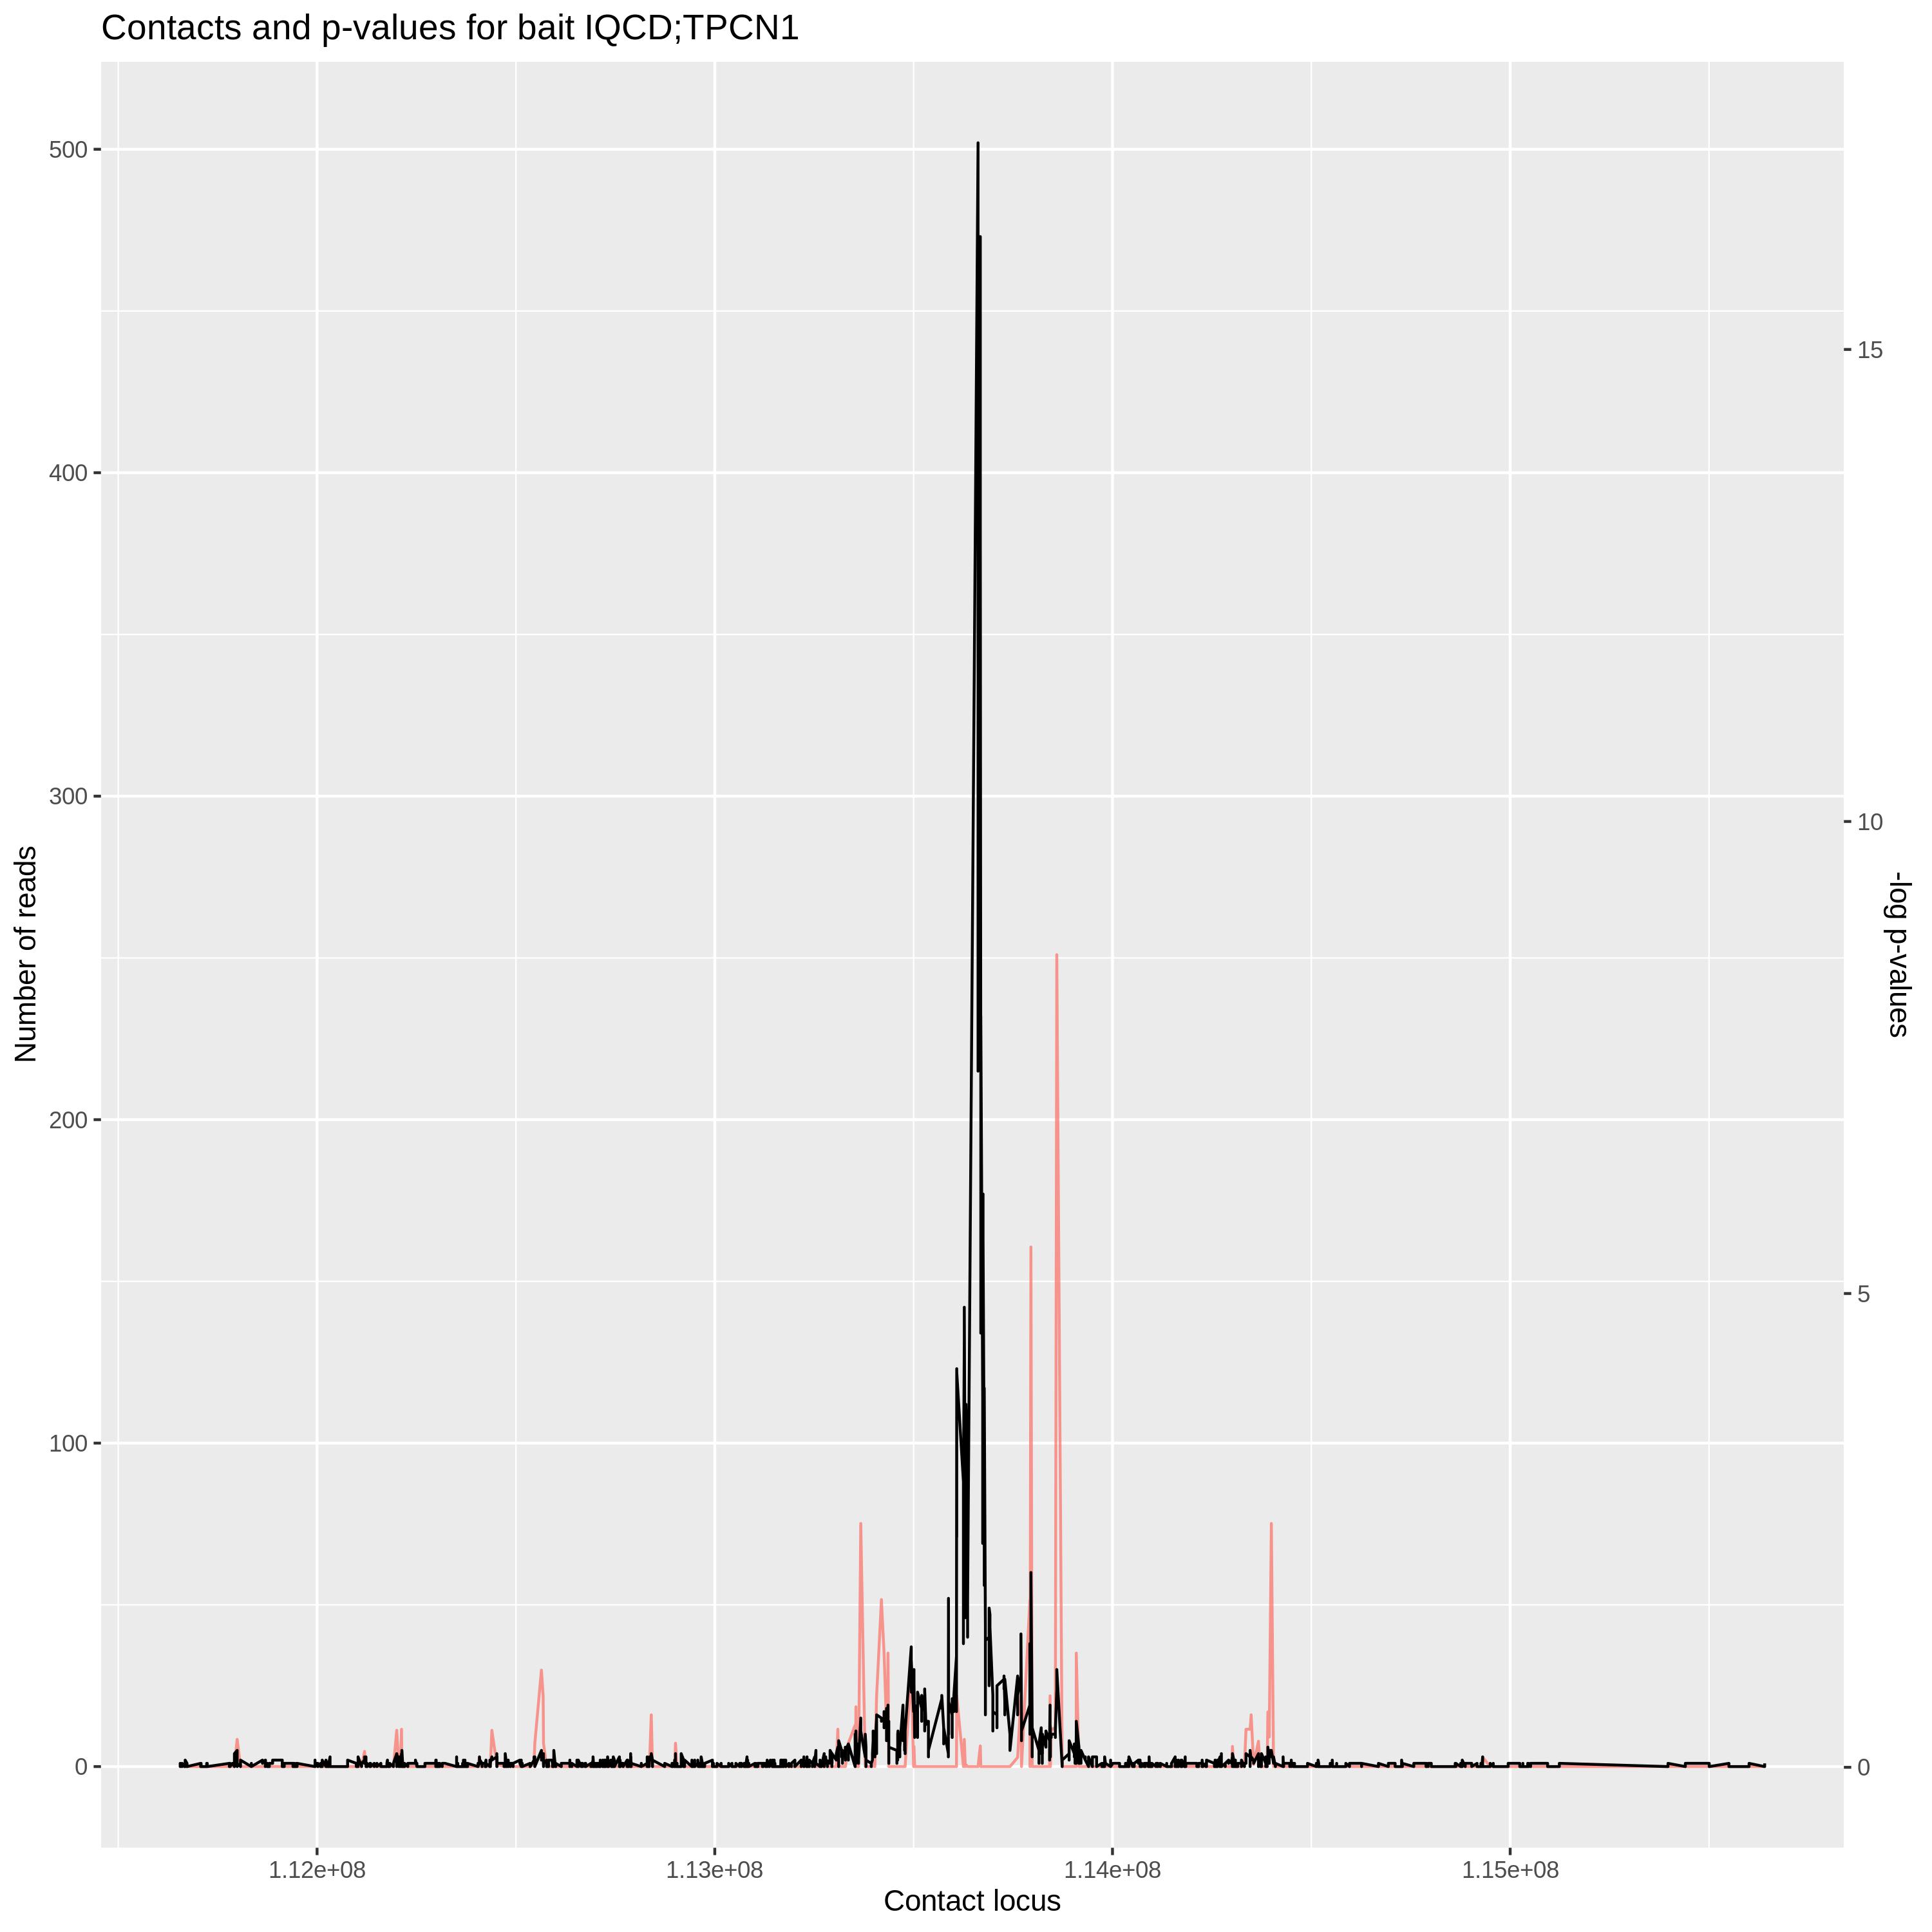 Contacts and p-values for bait IQCD;TPCN1
500
400
300
200
100
0
Number of reads
15
10
5
0
-log p-values
1.12e+08
1.13e+08
1.14e+08
1.15e+08
Contact locus